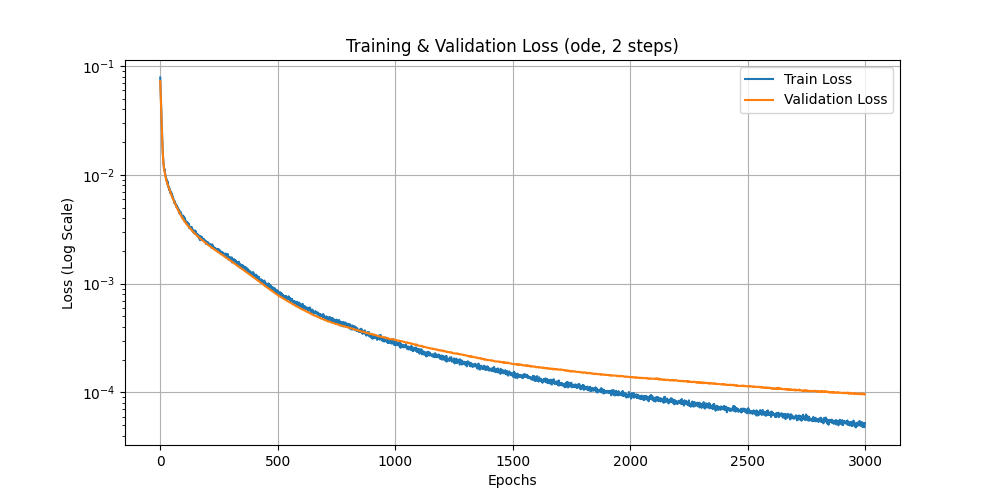 Training & Validation Loss (ode, 2 steps)
Train Loss
Validation Loss
Loss (Log Scale)
10⁻¹
10⁻²
10⁻³
10⁻⁴
0 500 1000 1500 2000 2500 3000
Epochs